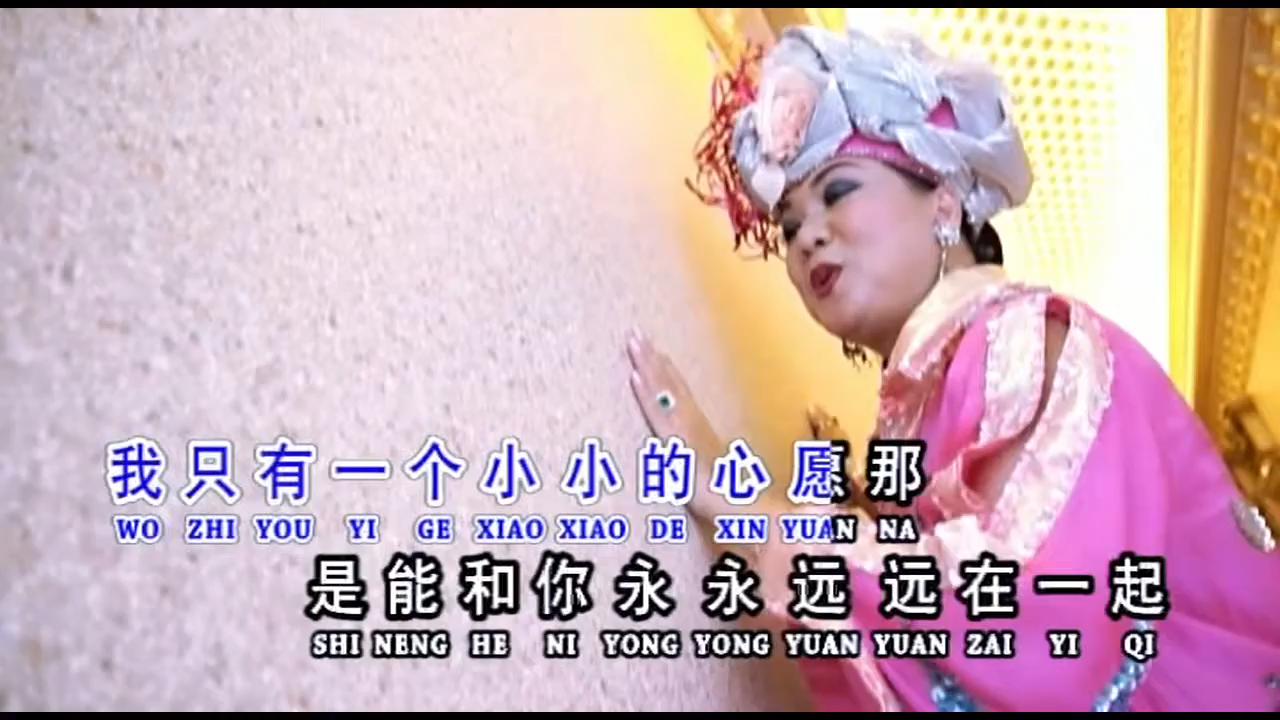 我只有一个小小的心愿那
WO ZHI YOU YI GE XIAO XIAO DE XIN YUAN NA
是能和你永永远远在一起
SHI NENG HE NI YONG YONG YUAN YUAN ZAI YI QI